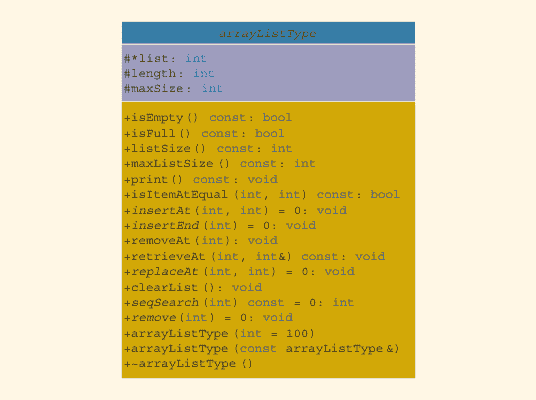 arrayListType
#*list: int
#length: int
#maxSize: int
+isEmpty() const: bool
+isFull() const: bool
+listSize() const: int
+maxListSize() const: int
+print() const: void
+isItemAtEqual(int, int) const: bool
+insertAt(int, int) = 0: void
+insertEnd(int) = 0: void
+removeAt(int): void
+retrieveAt(int, int&) const: void
+replaceAt(int, int) = 0: void
+clearList(): void
+seqSearch(int) const = 0: int
+remove(int) = 0: void
+arrayListType(int = 100)
+arrayListType(const arrayListType&)
+~arrayListType()